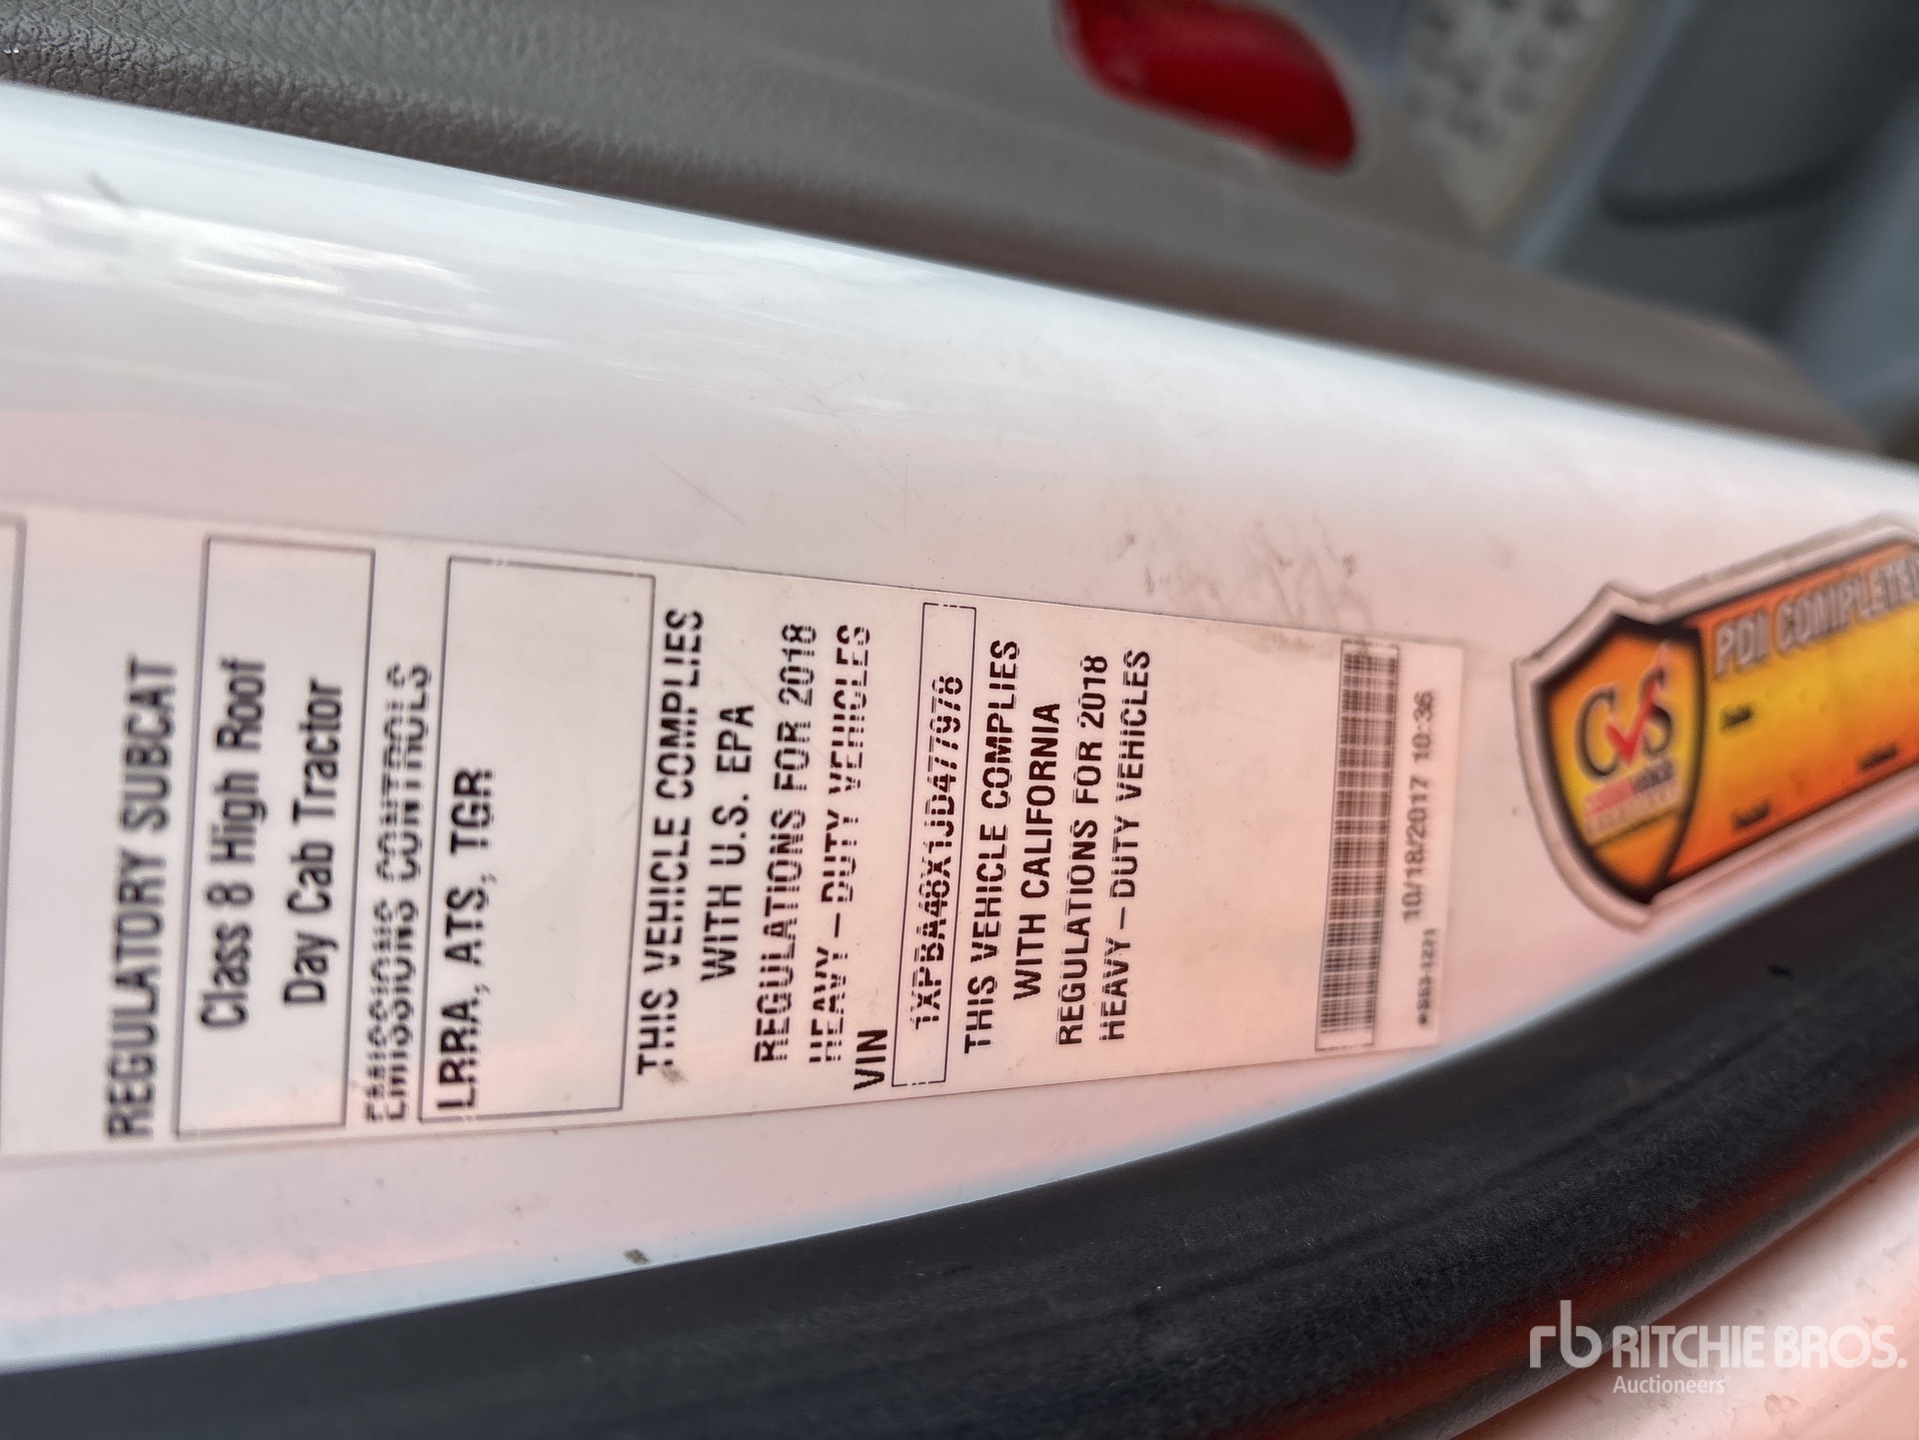 REGULATORY SUBCAT
Class 8 High Roof
Day Cab Tractor
EMISSIONS CONTROLS
LRRA, ATS, TGR
THIS VEHICLE COMPLIES
WITH U.S. EPA
REGULATIONS FOR 2018
HEAVY-DUTY VEHICLES
VIN
1XPBA48X1JD477978
THIS VEHICLE COMPLIES
WITH CALIFORNIA
REGULATIONS FOR 2018
HEAVY-DUTY VEHICLES
10/18/2017 10:36
CVS
PDI COMPLETED
rb RITCHIE BROS.
Auctioneers